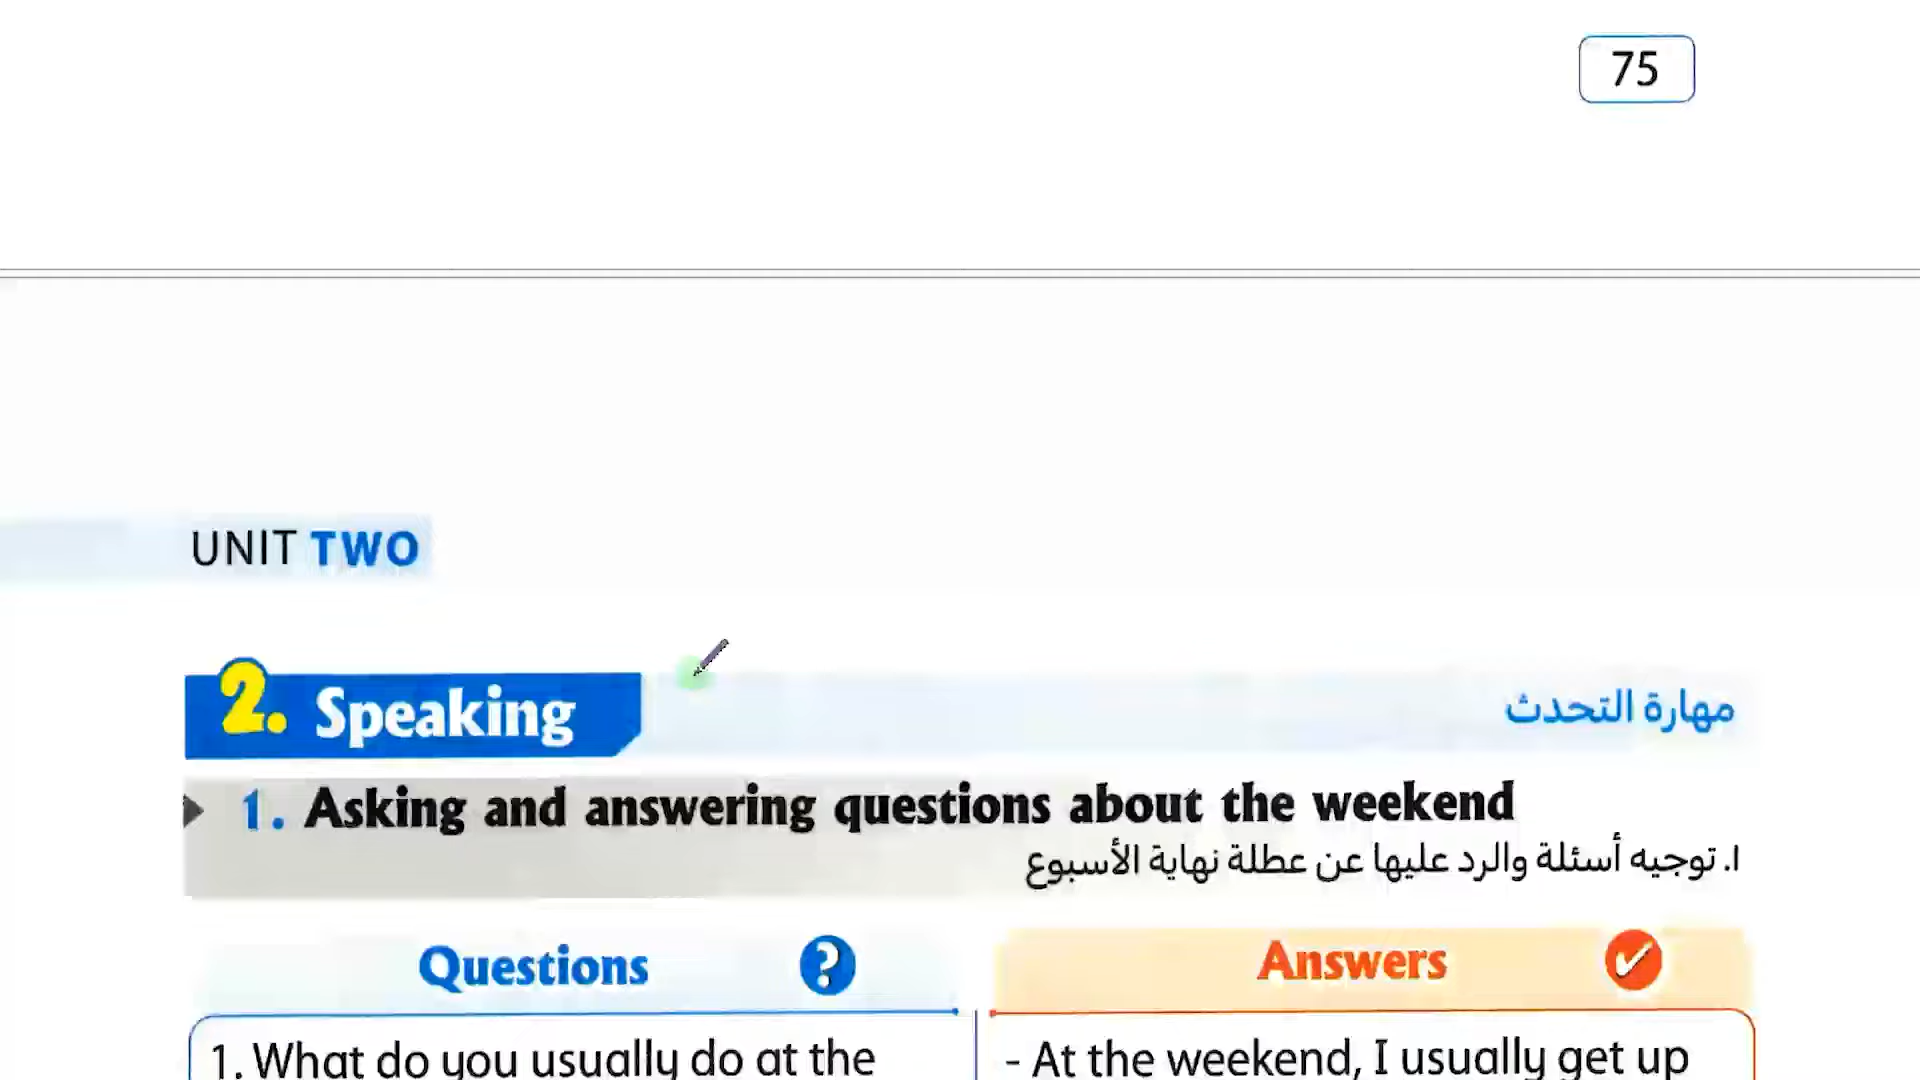 75
UNIT TWO
2. Speaking
مهارة التحدث
1. Asking and answering questions about the weekend
١. توجيه أسئلة والرد عليها عن عطلة نهاية الأسبوع
Questions
Answers
1. What do you usually do at the
- At the weekend, I usually get up